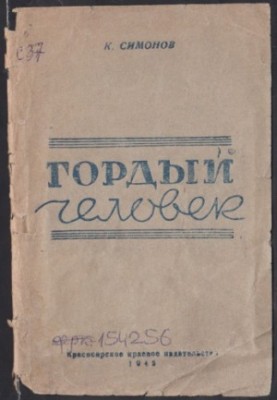 с37
К. СИМОНОВ
ГОРДЫЙ
человек
154256
Красноярское краевое издательство
1945